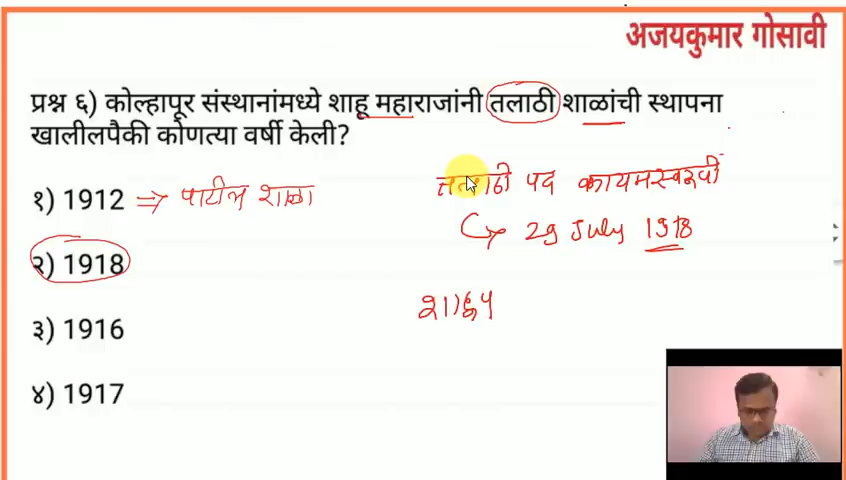 अजयकुमार गोसावी
प्रश्न ६) कोल्हापूर संस्थानांमध्ये शाहू महाराजांनी तलाठी शाळांची स्थापना
खालीलपैकी कोणत्या वर्षी केली?
१) 1912 ⇒ पाटील शाळा
तलाठी पद कायमस्वरूपी
29 July 1918
२) 1918
३) 1916
४) 1917